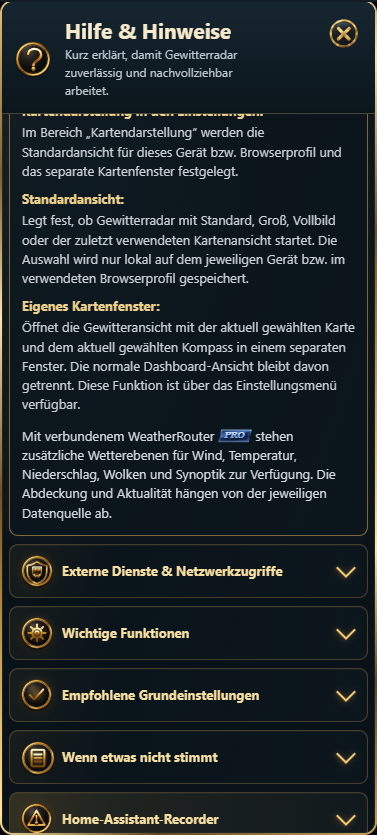 Hilfe & Hinweise
Kurz erklärt, damit Gewitterradar
zuverlässig und nachvollziehbar
arbeitet.
Kartendarstellung in den Einstellungen:
Im Bereich „Kartendarstellung“ werden die
Standardansicht für dieses Gerät bzw. Browserprofil und
das separate Kartenfenster festgelegt.
Standardansicht:
Legt fest, ob Gewitterradar mit Standard, Groß, Vollbild
oder der zuletzt verwendeten Kartenansicht startet. Die
Auswahl wird nur lokal auf dem jeweiligen Gerät bzw. im
verwendeten Browserprofil gespeichert.
Eigenes Kartenfenster:
Öffnet die Gewitteransicht mit der aktuell gewählten Karte
und dem aktuell gewählten Kompass in einem separaten
Fenster. Die normale Dashboard-Ansicht bleibt davon
getrennt. Diese Funktion ist über das Einstellungsmenü
verfügbar.
Mit verbundenem WeatherRouter PRO stehen
zusätzliche Wetterebenen für Wind, Temperatur,
Niederschlag, Wolken und Synoptik zur Verfügung. Die
Abdeckung und Aktualität hängen von der jeweiligen
Datenquelle ab.
Externe Dienste & Netzwerkzugriffe
Wichtige Funktionen
Empfohlene Grundeinstellungen
Wenn etwas nicht stimmt
Home-Assistant-Recorder